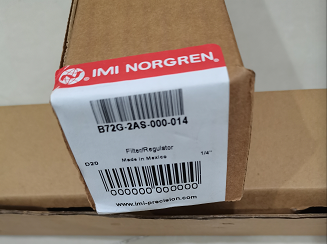 IMI NORGREN®
B72G-2AS-000-014
Filter/Regulator
D20 Made in Mexico 1/4"
000000 000000
www.imi-precision.com